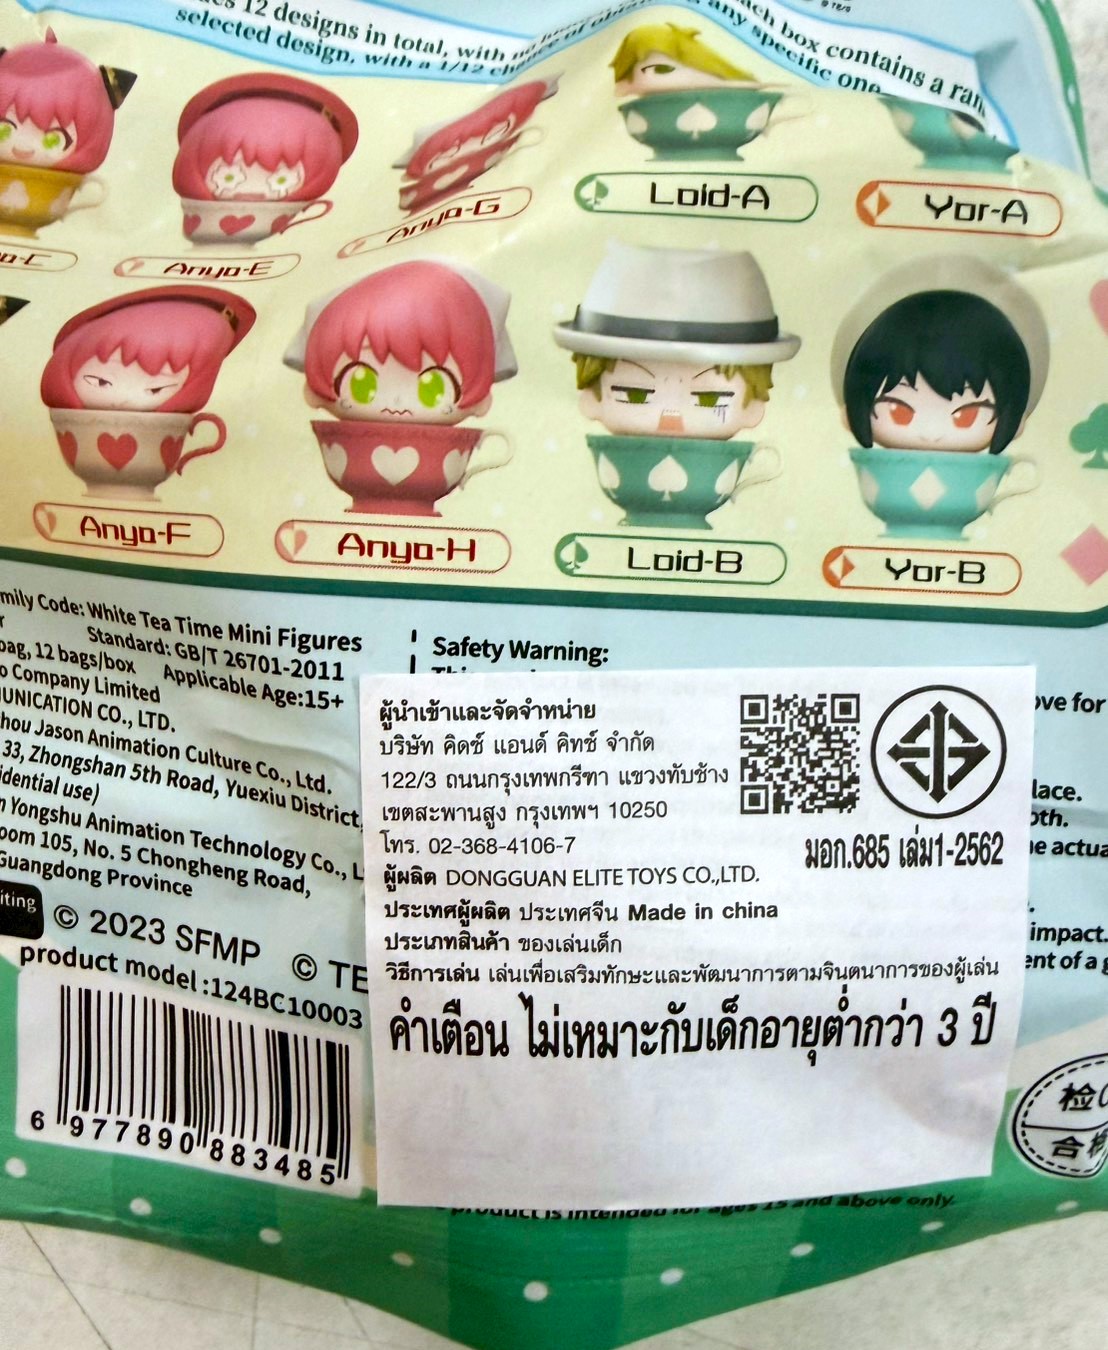 12 designs in total, with no
selected design, with a 1/12 chance of
any specific one
box contains a
Loid-A
Yor-A
Anya-E
Anya-G
Anya-F
Anya-H
Loid-B
Yor-B
Code: White Tea Time Mini Figures
Standard: GB/T 26701-2011
bag, 12 bags/box Applicable Age:15+
Company Limited
CO., LTD.
Jason Animation Culture Co., Ltd.
33, Zhongshan 5th Road, Yuexiu District,
use)
Yongshu Animation Technology Co.,
105, No. 5 Chongheng Road,
Guangdong Province
© 2023 SFMP © TE
product model:124BC10003
6 977890 883485
Safety Warning:
ผู้นำเข้าและจัดจำหน่าย
บริษัท คิดซ์ แอนด์ คิทซ์ จำกัด
122/3 ถนนกรุงเทพกรีฑา แขวงทับช้าง
เขตสะพานสูง กรุงเทพฯ 10250
โทร. 02-368-4106-7
มอก.685 เล่ม1-2562
ผู้ผลิต DONGGUAN ELITE TOYS CO.,LTD.
ประเทศผู้ผลิต ประเทศจีน Made in china
ประเภทสินค้า ของเล่นเด็ก
วิธีการเล่น เล่นเพื่อเสริมทักษะและพัฒนาการตามจินตนาการของผู้เล่น
คำเตือน ไม่เหมาะกับเด็กอายุต่ำกว่า 3 ปี
for
impact.
of a
product is intended for ages 15 and above only.
检
合格